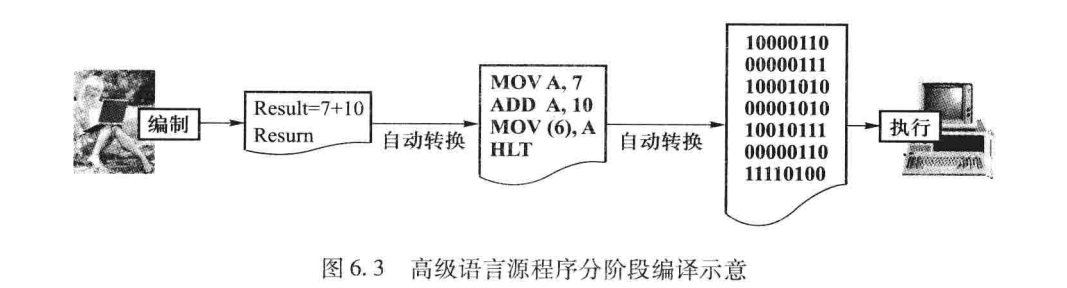 编制
Result=7+10
Resurn
自动转换
MOV A, 7
ADD A, 10
MOV (6), A
HLT
自动转换
10000110
00000111
10001010
00001010
10010111
00000110
11110100
执行
图 6.3 高级语言源程序分阶段编译示意